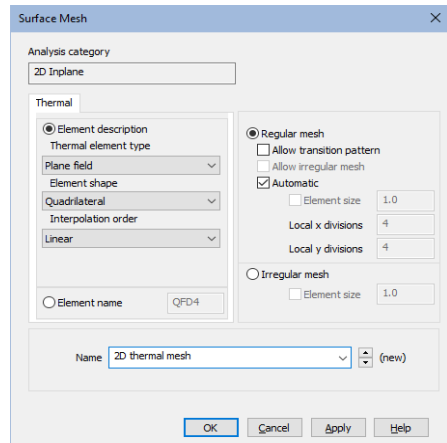 Surface Mesh
Analysis category
2D Inplane
Thermal
Element description
Thermal element type
Plane field
Element shape
Quadrilateral
Interpolation order
Linear
Element name QFD4
Regular mesh
Allow transition pattern
Allow irregular mesh
Automatic
Element size 1.0
Local x divisions 4
Local y divisions 4
Irregular mesh
Element size 1.0
Name 2D thermal mesh (new)
OK Cancel Apply Help